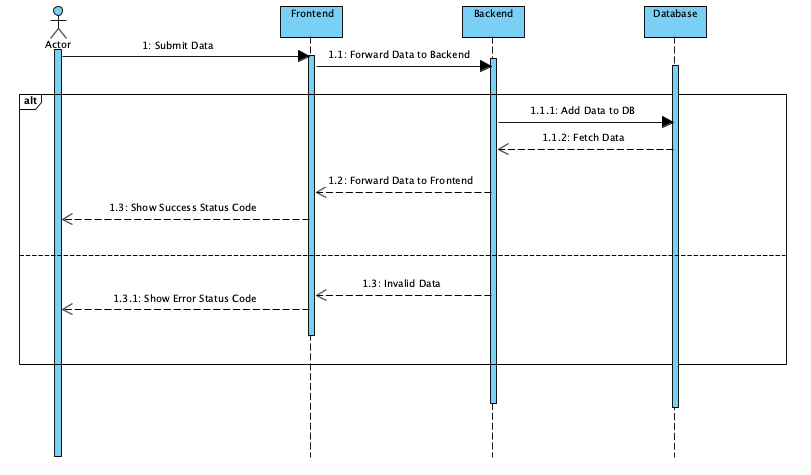 Frontend
Backend
Database
Actor
1: Submit Data
1.1: Forward Data to Backend
alt
1.1.1: Add Data to DB
1.1.2: Fetch Data
1.2: Forward Data to Frontend
1.3: Show Success Status Code
1.3: Invalid Data
1.3.1: Show Error Status Code